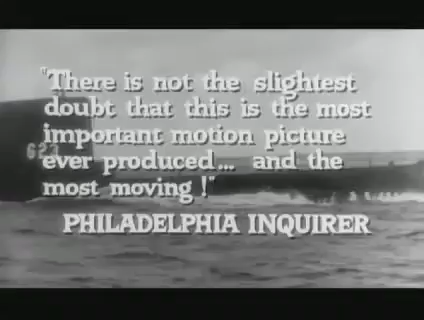 "There is not the slightest
doubt that this is the most
important motion picture
ever produced... and the
most moving!"
PHILADELPHIA INQUIRER
623